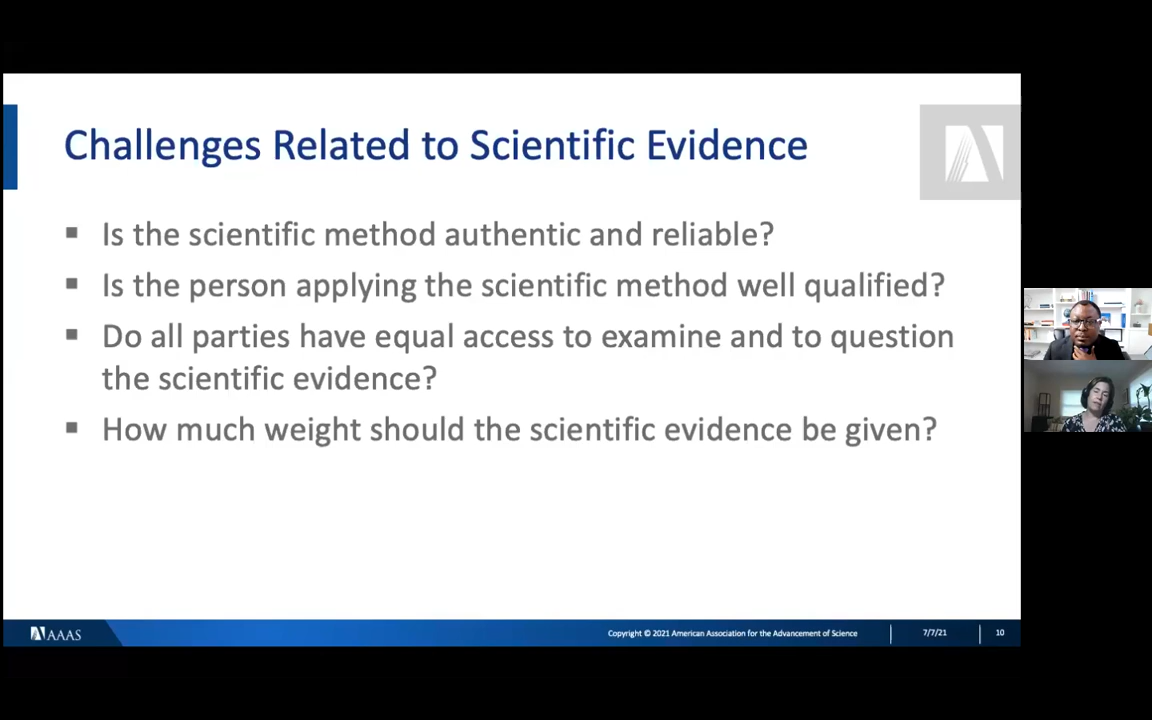 Challenges Related to Scientific Evidence
▪ Is the scientific method authentic and reliable?
▪ Is the person applying the scientific method well qualified?
▪ Do all parties have equal access to examine and to question
the scientific evidence?
▪ How much weight should the scientific evidence be given?
AAAS
Copyright © 2021 American Association for the Advancement of Science
7/7/21
10